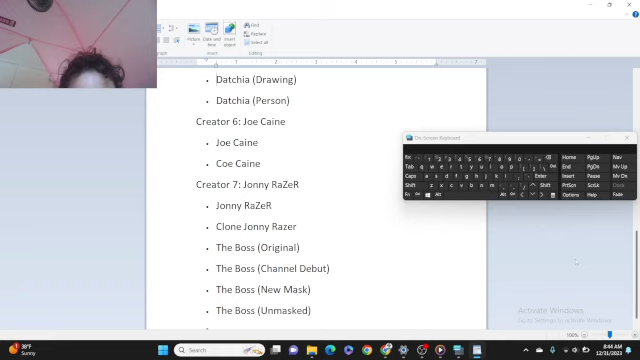 Find
Replace
Select all
Picture
Date and time
Insert object
Insert
Editing
Datchia (Drawing)
Datchia (Person)
Creator 6: Joe Caine
Joe Caine
Coe Caine
Creator 7: Jonny RaZeR
Jonny RaZeR
Clone Jonny Razer
The Boss (Original)
The Boss (Channel Debut)
The Boss (New Mask)
The Boss (Unmasked)
On-Screen Keyboard
Home PgUp Nav
Tab q w e r t y u i o p End PgDn Mv Up
Caps a s d f g h j k l Enter Insert Pause Mv Dn
Shift z x c v b n m Shift PrtScn ScrLk Dock
Fn Ctrl Alt Alt Ctrl Options Help Fade
Activate Windows
Go to Settings to activate Windows.
100%
38°F
Sunny
Search
8:44 AM
12/31/2023